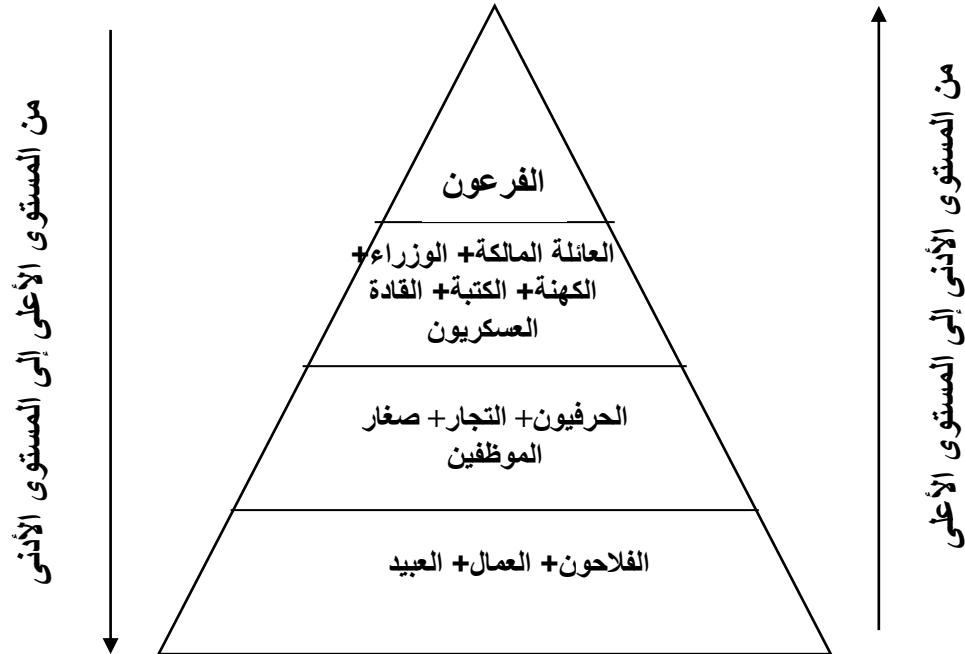 من المستوى الأدنى إلى المستوى الأعلى
الفرعون
العائلة المالكة+ الوزراء+
الكهنة+ الكتبة+ القادة
العسكريون
الحرفيون+ التجار+ صغار
الموظفين
الفلاحون+ العمال+ العبيد
من المستوى الأعلى إلى المستوى الأدنى